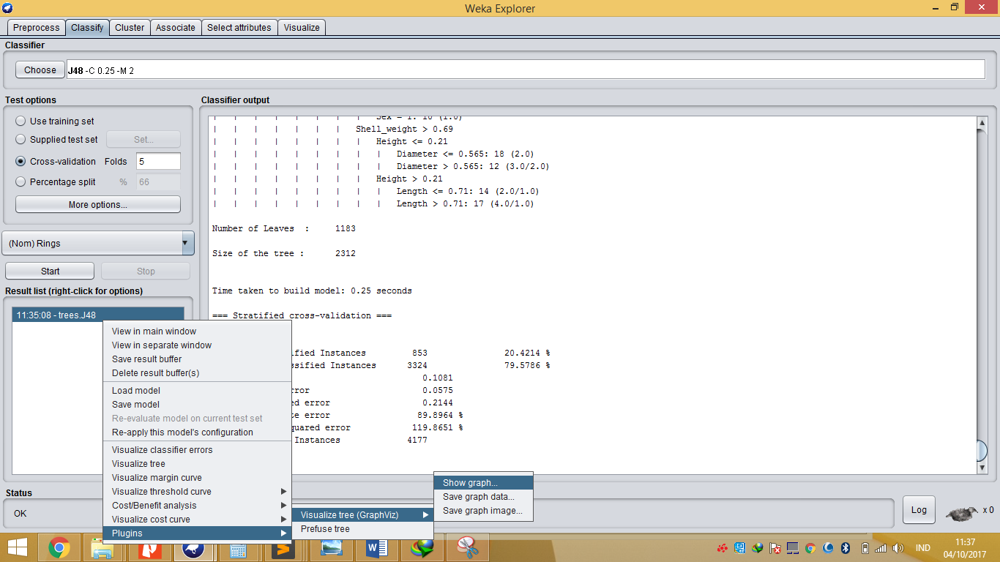 Weka Explorer
Preprocess Classify Cluster Associate Select attributes Visualize
Classifier
Choose J48 -C 0.25 -M 2
Test options
Use training set
Supplied test set Set...
Cross-validation Folds 5
Percentage split % 66
More options...
(Nom) Rings
Start Stop
Result list (right-click for options)
11:35:08 - trees.J48
Classifier output
| | | | | | | | Sex = 1: 10 (1.0)
| | | | | | | Shell_weight > 0.69
| | | | | | | | Height <= 0.21
| | | | | | | | | Diameter <= 0.565: 18 (2.0)
| | | | | | | | | Diameter > 0.565: 12 (3.0/2.0)
| | | | | | | | Height > 0.21
| | | | | | | | | Length <= 0.71: 14 (2.0/1.0)
| | | | | | | | | Length > 0.71: 17 (4.0/1.0)
Number of Leaves : 1183
Size of the tree : 2312
Time taken to build model: 0.25 seconds
=== Stratified cross-validation ===
ified Instances 853 20.4214 %
ssified Instances 3324 79.5786 %
0.1081
rror 0.0575
ed error 0.2144
te error 89.8964 %
quared error 119.8651 %
Instances 4177
View in main window
View in separate window
Save result buffer
Delete result buffer(s)
Load model
Save model
Re-evaluate model on current test set
Re-apply this model's configuration
Visualize classifier errors
Visualize tree
Visualize margin curve
Visualize threshold curve
Cost/Benefit analysis
Visualize cost curve
Plugins
Visualize tree (GraphViz)
Prefuse tree
Show graph...
Save graph data...
Save graph image...
Status
OK
Log x 0
IND
11:37
04/10/2017